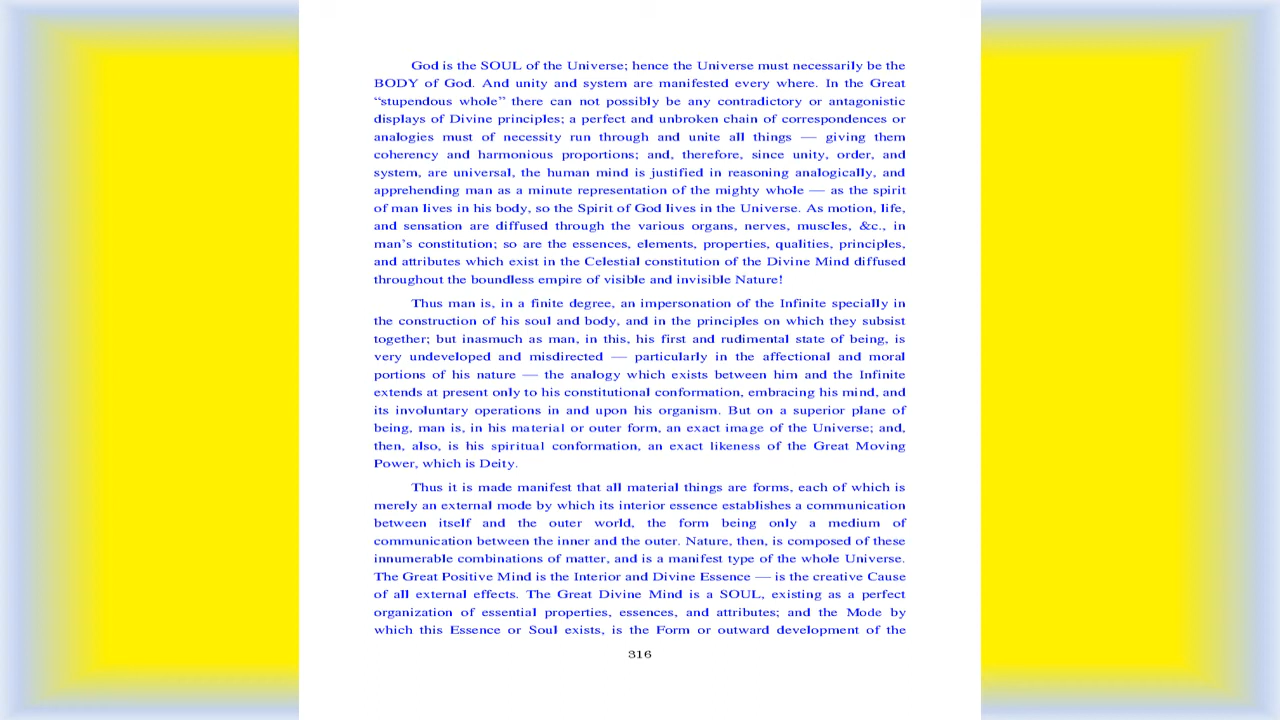 God is the SOUL of the Universe; hence the Universe must necessarily be the
BODY of God. And unity and system are manifested every where. In the Great
“stupendous whole” there can not possibly be any contradictory or antagonistic
displays of Divine principles; a perfect and unbroken chain of correspondences or
analogies must of necessity run through and unite all things — giving them
coherency and harmonious proportions; and, therefore, since unity, order, and
system, are universal, the human mind is justified in reasoning analogically, and
apprehending man as a minute representation of the mighty whole — as the spirit
of man lives in his body, so the Spirit of God lives in the Universe. As motion, life,
and sensation are diffused through the various organs, nerves, muscles, &c., in
man’s constitution; so are the essences, elements, properties, qualities, principles,
and attributes which exist in the Celestial constitution of the Divine Mind diffused
throughout the boundless empire of visible and invisible Nature!
Thus man is, in a finite degree, an impersonation of the Infinite specially in
the construction of his soul and body, and in the principles on which they subsist
together; but inasmuch as man, in this, his first and rudimental state of being, is
very undeveloped and misdirected — particularly in the affectional and moral
portions of his nature — the analogy which exists between him and the Infinite
extends at present only to his constitutional conformation, embracing his mind, and
its involuntary operations in and upon his organism. But on a superior plane of
being, man is, in his material or outer form, an exact image of the Universe; and,
then, also, is his spiritual conformation, an exact likeness of the Great Moving
Power, which is Deity.
Thus it is made manifest that all material things are forms, each of which is
merely an external mode by which its interior essence establishes a communication
between itself and the outer world, the form being only a medium of
communication between the inner and the outer. Nature, then, is composed of these
innumerable combinations of matter, and is a manifest type of the whole Universe.
The Great Positive Mind is the Interior and Divine Essence — is the creative Cause
of all external effects. The Great Divine Mind is a SOUL, existing as a perfect
organization of essential properties, essences, and attributes; and the Mode by
which this Essence or Soul exists, is the Form or outward development of the
316